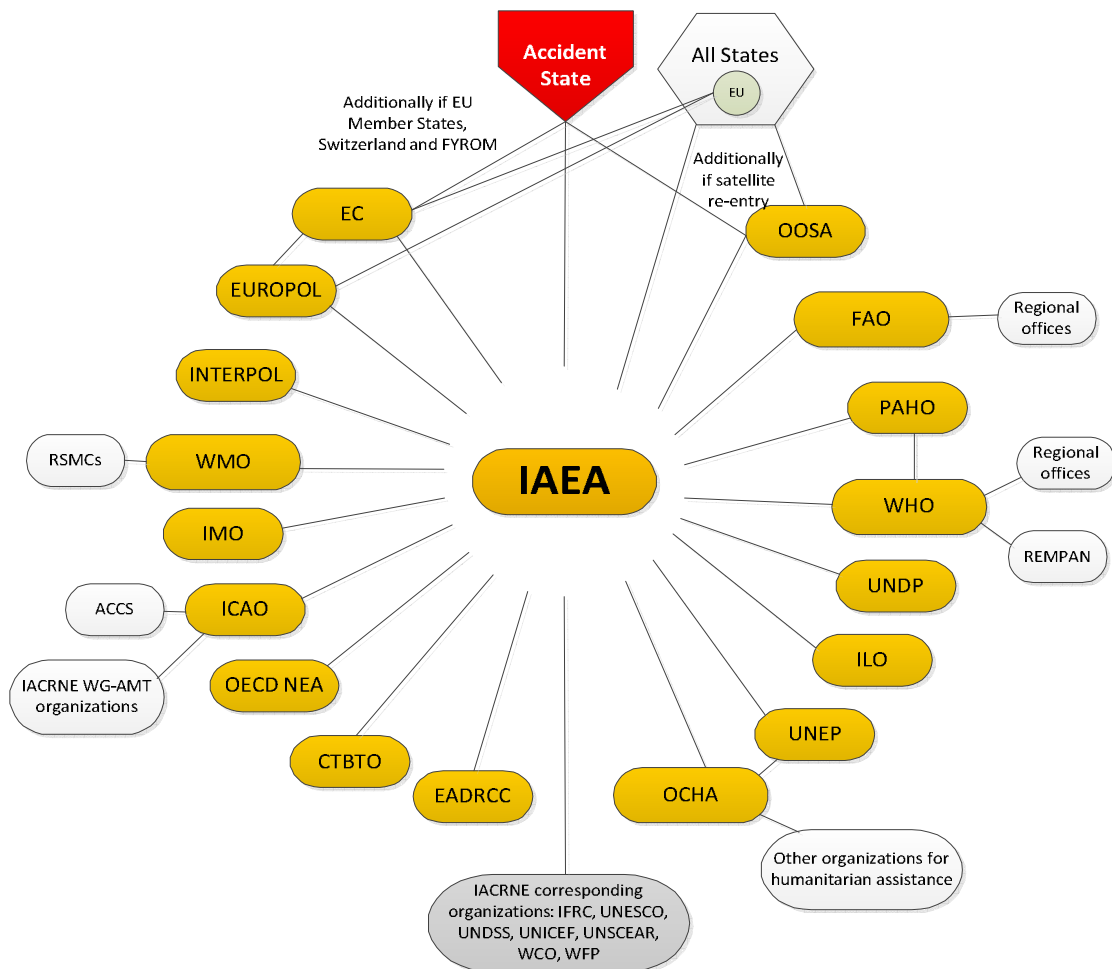 Accident
State
All States
EU
Additionally if EU
Member States,
Switzerland and FYROM
Additionally
if satellite
re-entry
EC
OOSA
EUROPOL
FAO
Regional
offices
INTERPOL
PAHO
RSMCs
WMO
IAEA
Regional
offices
WHO
IMO
REMPAN
UNDP
ACCS
ICAO
ILO
IACRNE WG-AMT
organizations
OECD NEA
UNEP
CTBTO
EADRCC
OCHA
Other organizations for
humanitarian assistance
IACRNE corresponding
organizations: IFRC, UNESCO,
UNDSS, UNICEF, UNSCEAR,
WCO, WFP